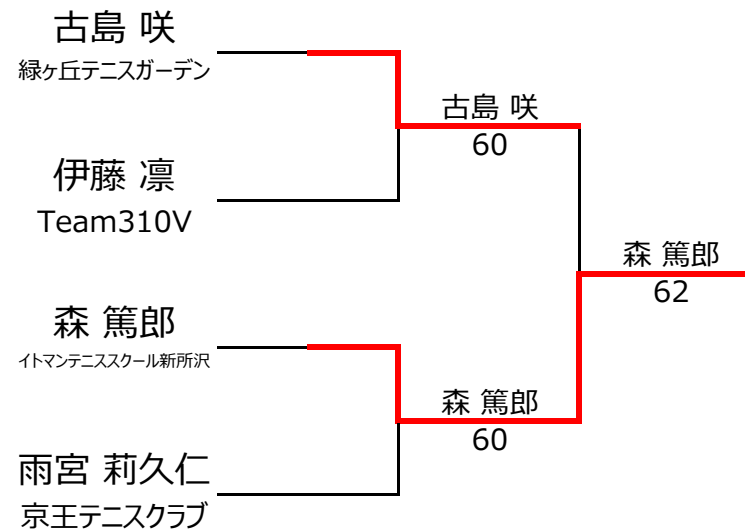 古島 咲
緑ヶ丘テニスガーデン
古島 咲
60
伊藤 凛
Team310V
森 篤郎
62
森 篤郎
イトマンテニススクール新所沢
森 篤郎
60
雨宮 莉久仁
京王テニスクラブ